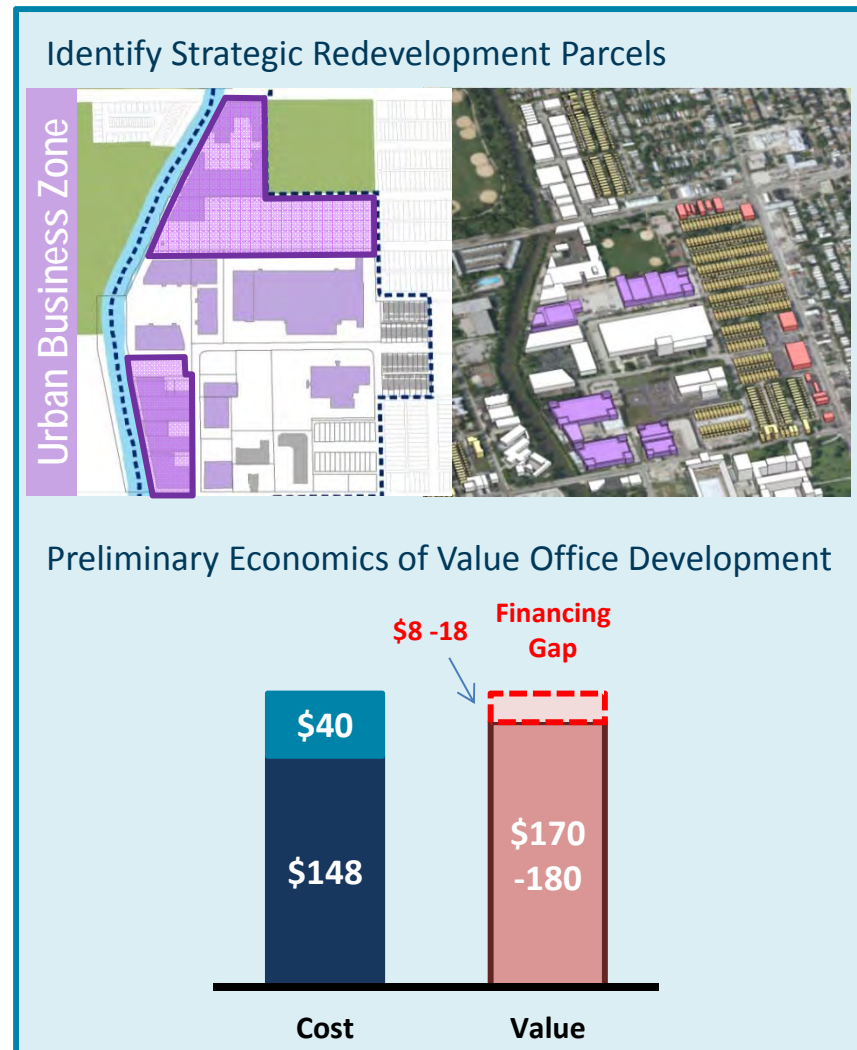 Identify Strategic Redevelopment Parcels
Urban Business Zone
Preliminary Economics of Value Office Development
$8 -18
Financing
Gap
$40
$148
$170
-180
Cost
Value